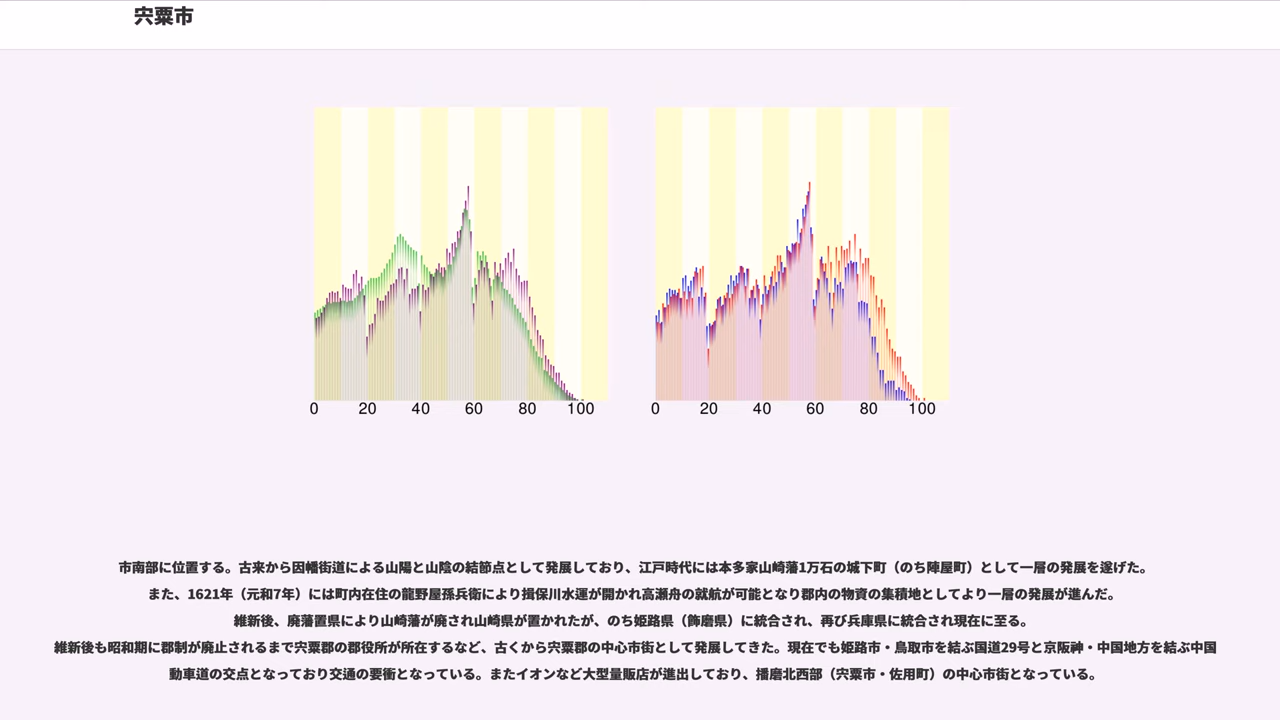 宍粟市
0 20 40 60 80 100
0 20 40 60 80 100
市南部に位置する。古来から因幡街道による山陽と山陰の結節点として発展しており、江戸時代には本多家山崎藩1万石の城下町（のち陣屋町）として一層の発展を遂げた。
また、1621年（元和7年）には町内在住の龍野屋孫兵衛により揖保川水運が開かれ高瀬舟の就航が可能となり郡内の物資の集積地としてより一層の発展が進んだ。
維新後、廃藩置県により山崎藩が廃され山崎県が置かれたが、のち姫路県（飾磨県）に統合され、再び兵庫県に統合され現在に至る。
維新後も昭和期に郡制が廃止されるまで宍粟郡の郡役所が所在するなど、古くから宍粟郡の中心市街として発展してきた。現在でも姫路市・鳥取市を結ぶ国道29号と京阪神・中国地方を結ぶ中国
動車道の交点となっており交通の要衝となっている。またイオンなど大型量販店が進出しており、播磨北西部（宍粟市・佐用町）の中心市街となっている。